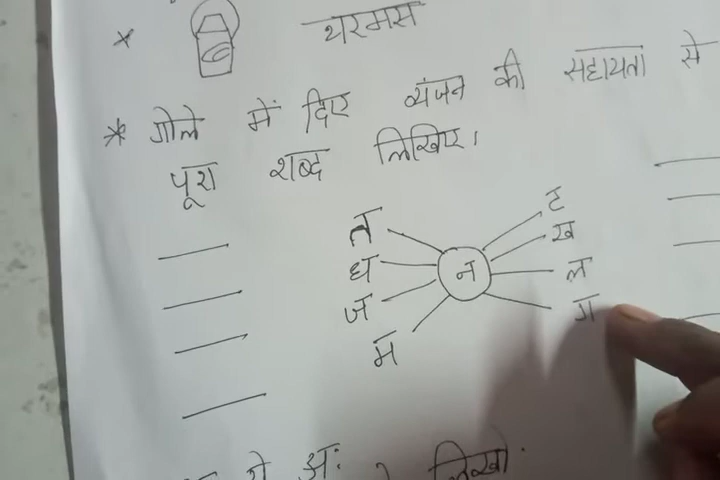 * थरमस
* गोले में दिए व्यंजन की सहायता से
पूरा शब्द लिखिए।
त ट
ध ख
न
ज ल
म ग
अः लिखो